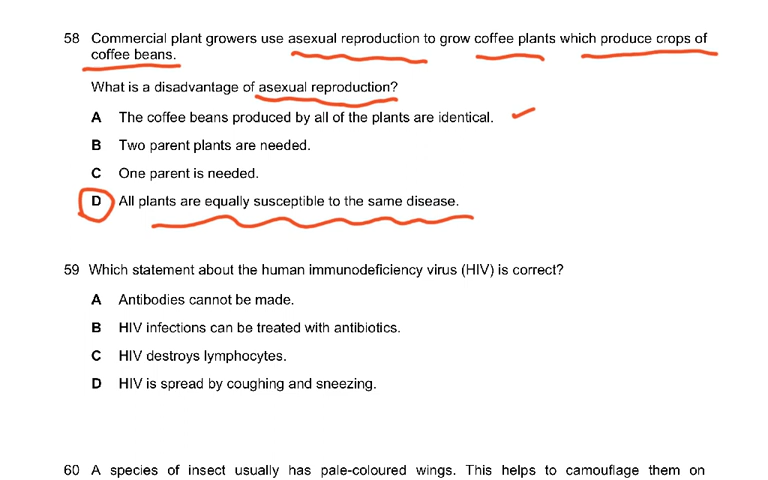 58 Commercial plant growers use asexual reproduction to grow coffee plants which produce crops of
coffee beans.
What is a disadvantage of asexual reproduction?
A The coffee beans produced by all of the plants are identical.
B Two parent plants are needed.
C One parent is needed.
D All plants are equally susceptible to the same disease.
59 Which statement about the human immunodeficiency virus (HIV) is correct?
A Antibodies cannot be made.
B HIV infections can be treated with antibiotics.
C HIV destroys lymphocytes.
D HIV is spread by coughing and sneezing.
60 A species of insect usually has pale-coloured wings. This helps to camouflage them on